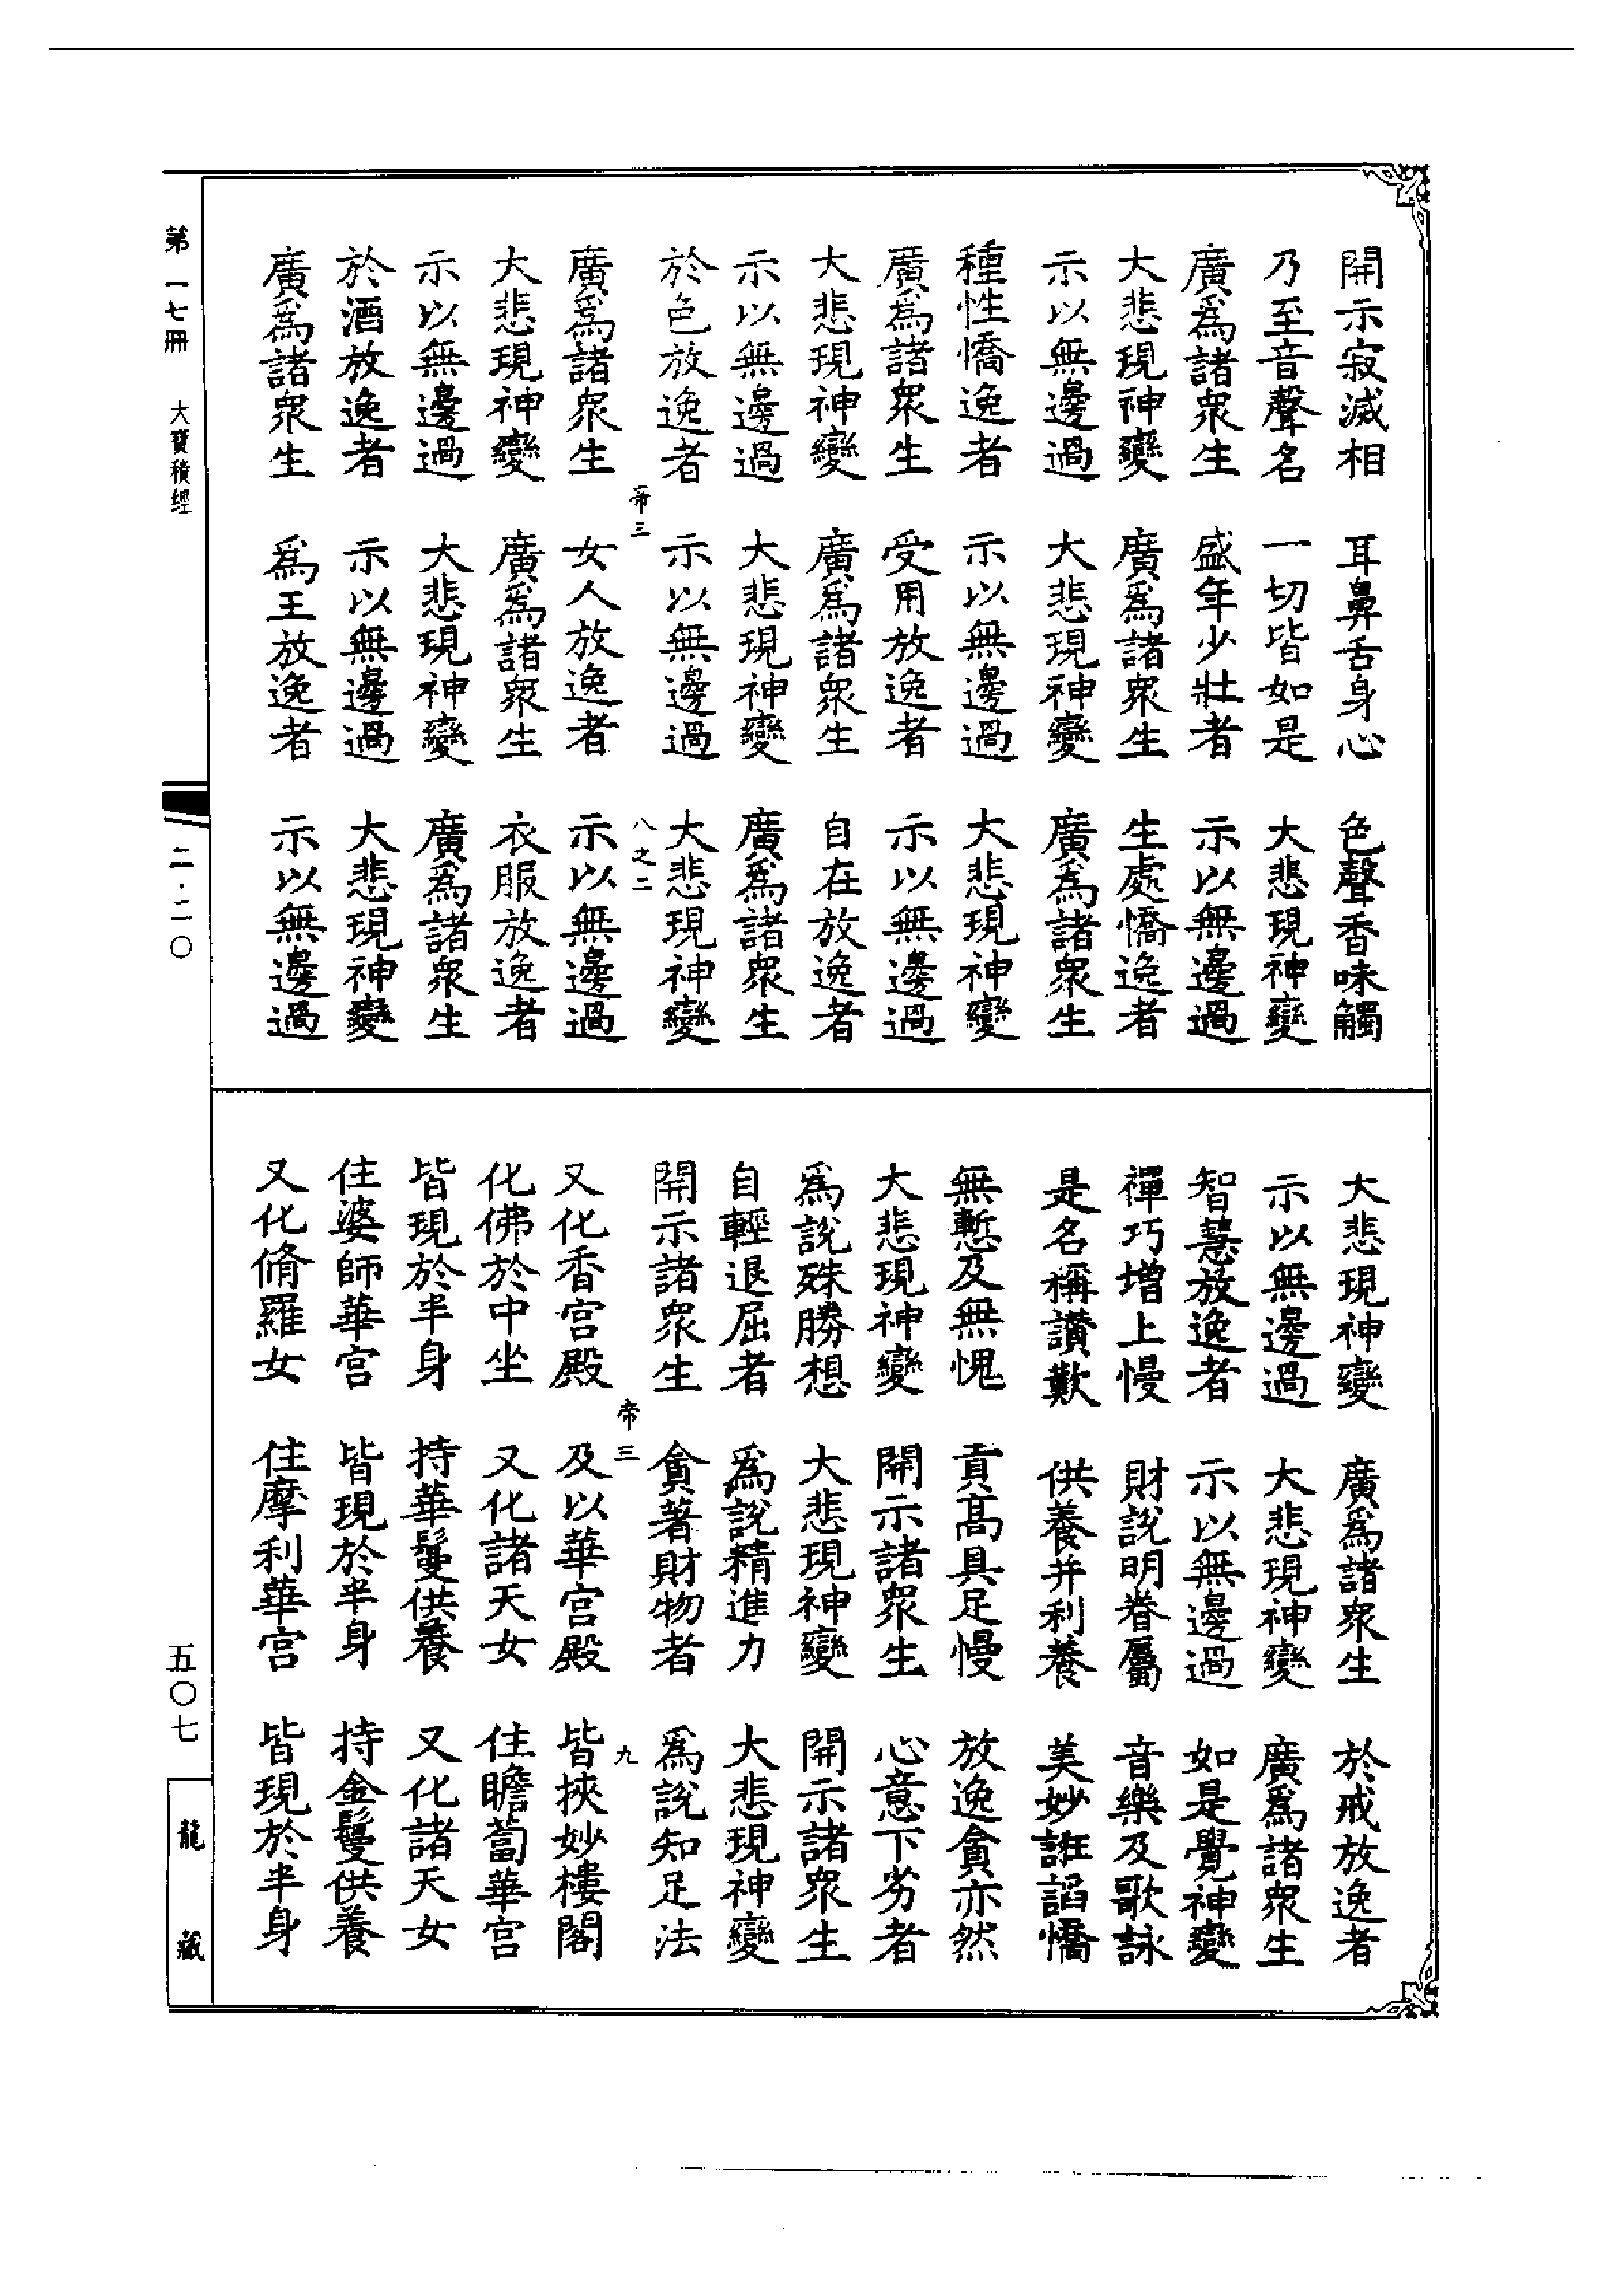 開示寂滅相　耳鼻舌身心　色聲香味觸
乃至音聲名　一切皆如是　大悲現神變
廣爲諸衆生　盛年少壯者　示以無邊過
大悲現神變　廣爲諸衆生　生處憍逸者
示以無邊過　大悲現神變　廣爲諸衆生
種性憍逸者　示以無邊過　大悲現神變
廣爲諸衆生　受用放逸者　示以無邊過
大悲現神變　廣爲諸衆生　自在放逸者
示以無邊過　大悲現神變　廣爲諸衆生
於色放逸者　示以無邊過　大悲現神變
帝三　八之二
廣爲諸衆生　女人放逸者　示以無邊過
大悲現神變　廣爲諸衆生　衣服放逸者
示以無邊過　大悲現神變　廣爲諸衆生
於酒放逸者　示以無邊過　大悲現神變
廣爲諸衆生　爲王放逸者　示以無邊過
大悲現神變　廣爲諸衆生　於戒放逸者
示以無邊過　大悲現神變　廣爲諸衆生
智慧放逸者　示以無邊過　如是覺神變
禪巧增上慢　財說明眷屬　音樂及歌詠
是名稱讚歎　供養并利養　美妙誑諂憍
無慙及無愧　貢高具足慢　放逸貪亦然
大悲現神變　開示諸衆生　心意下劣者
爲說殊勝想　大悲現神變　開示諸衆生
自輕退屈者　爲說精進力　大悲現神變
開示諸衆生　貪著財物者　爲說知足法
帝三　九
又化香宮殿　及以華宮殿　皆挾妙樓閣
化佛於中坐　又化諸天女　住瞻蔔華宮
皆現於半身　持華鬘供養　又化諸天女
住婆師華宮　皆現於半身　持金鬘供養
又化脩羅女　住摩利華宮　皆現於半身
第一七冊　大寶積經　二·二〇　五〇七　龍藏